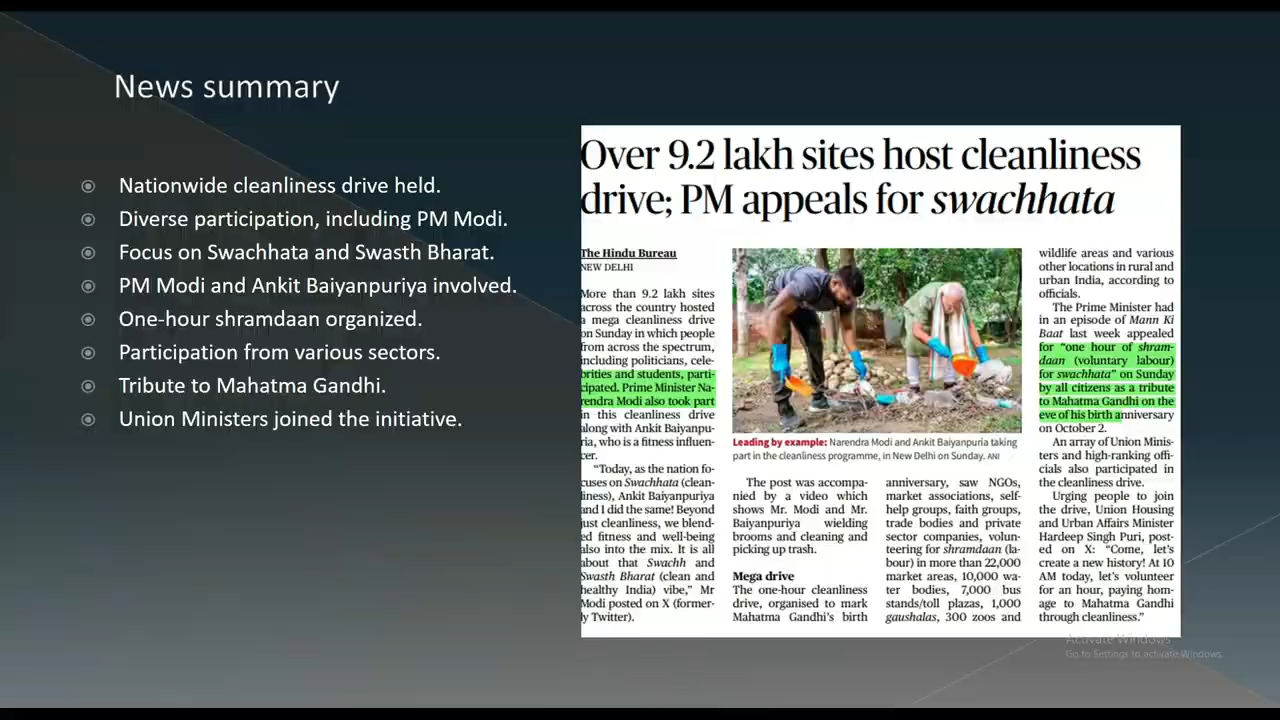 News summary
Nationwide cleanliness drive held.
Diverse participation, including PM Modi.
Focus on Swachhata and Swasth Bharat.
PM Modi and Ankit Baiyanpuriya involved.
One-hour shramdaan organized.
Participation from various sectors.
Tribute to Mahatma Gandhi.
Union Ministers joined the initiative.
Over 9.2 lakh sites host cleanliness
drive; PM appeals for swachhata
The Hindu Bureau
NEW DELHI
More than 9.2 lakh sites
across the country hosted
a mega cleanliness drive
on Sunday in which people
from across the spectrum,
including politicians, cele-
brities and students, parti-
cipated. Prime Minister Na-
rendra Modi also took part
in this cleanliness drive
along with Ankit Baiyanpu-
ria, who is a fitness influen-
cer.
"Today, as the nation fo-
cuses on Swachhata (clean-
liness), Ankit Baiyanpuriya
and I did the same! Beyond
just cleanliness, we blend-
ed fitness and well-being
also into the mix. It is all
about that Swachh and
Swasth Bharat (clean and
healthy India) vibe," Mr
Modi posted on X (former-
ly Twitter).
Leading by example: Narendra Modi and Ankit Baiyanpuria taking
part in the cleanliness programme, in New Delhi on Sunday. ANI
The post was accompa-
nied by a video which
shows Mr. Modi and Mr.
Baiyanpuriya wielding
brooms and cleaning and
picking up trash.
Mega drive
The one-hour cleanliness
drive, organised to mark
Mahatma Gandhi's birth
anniversary, saw NGOs,
market associations, self-
help groups, faith groups,
trade bodies and private
sector companies, volun-
teering for shramdaan (la-
bour) in more than 22,000
market areas, 10,000 wa-
ter bodies, 7,000 bus
stands/toll plazas, 1,000
gaushalas, 300 zoos and
wildlife areas and various
other locations in rural and
urban India, according to
officials.
The Prime Minister had
in an episode of Mann Ki
Baat last week appealed
for "one hour of shram-
daan (voluntary labour)
for swachhata" on Sunday
by all citizens as a tribute
to Mahatma Gandhi on the
eve of his birth anniversary
on October 2.
An array of Union Minis-
ters and high-ranking offi-
cials also participated in
the cleanliness drive.
Urging people to join
the drive, Union Housing
and Urban Affairs Minister
Hardeep Singh Puri, post-
ed on X: "Come, let's
create a new history! At 10
AM today, let's volunteer
for an hour, paying hom-
age to Mahatma Gandhi
through cleanliness."
Activate Windows
Go to Settings to activate Windows.